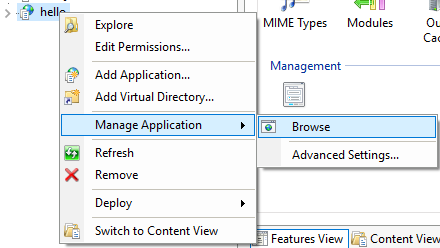 hello
Explore
Edit Permissions...
Add Application...
Add Virtual Directory...
Manage Application
Refresh
Remove
Deploy
Switch to Content View
MIME Types
Modules
Ou
Cac
Management
Browse
Advanced Settings...
Features View
Content View